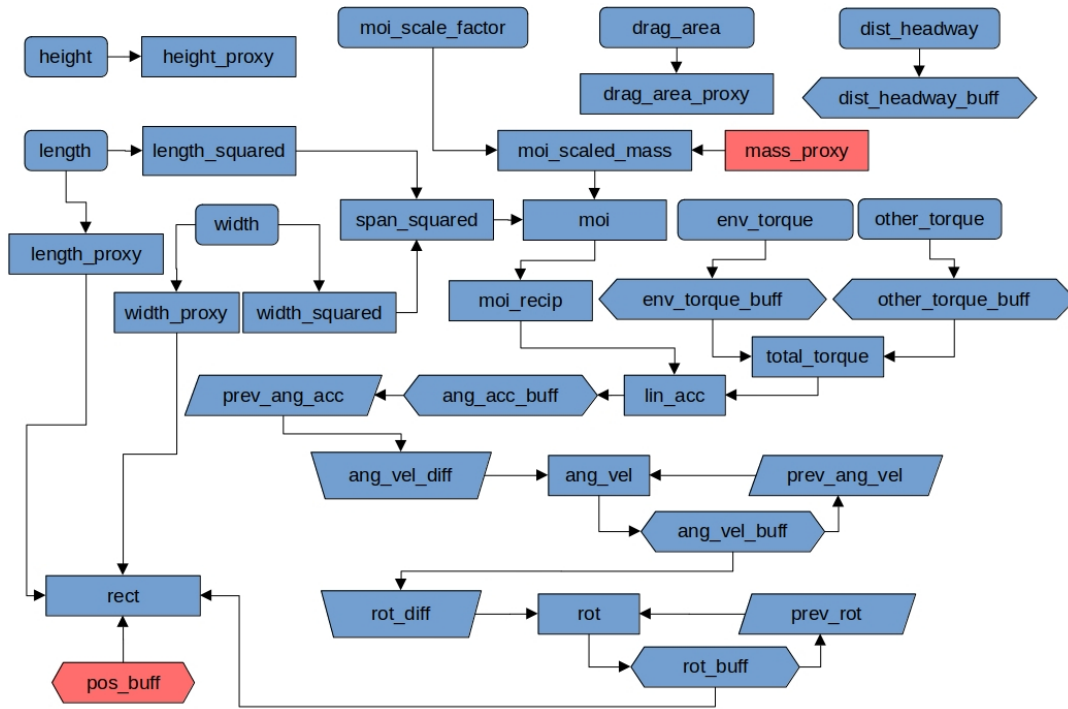 moi_scale_factor
drag_area
dist_headway
height
height_proxy
drag_area_proxy
dist_headway_buff
length
length_squared
moi_scaled_mass
mass_proxy
width
span_squared
moi
env_torque
other_torque
length_proxy
width_proxy
width_squared
moi_recip
env_torque_buff
other_torque_buff
total_torque
prev_ang_acc
ang_acc_buff
lin_acc
ang_vel_diff
ang_vel
prev_ang_vel
ang_vel_buff
rect
rot_diff
rot
prev_rot
rot_buff
pos_buff